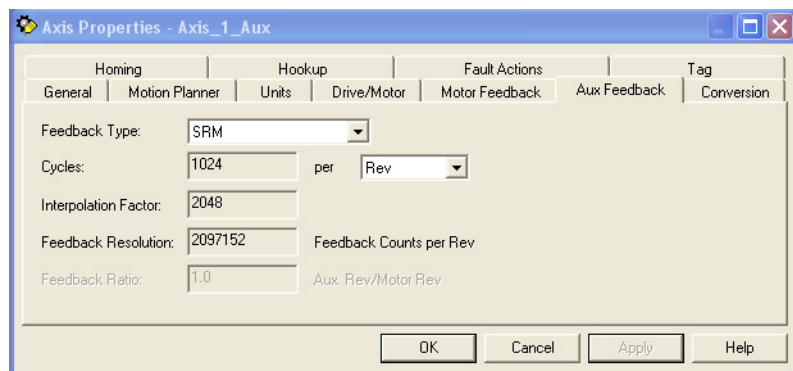 Axis Properties - Axis_1_Aux
Homing Hookup Fault Actions Tag
General Motion Planner Units Drive/Motor Motor Feedback Aux Feedback Conversion
Feedback Type: SRM
Cycles: 1024 per Rev
Interpolation Factor: 2048
Feedback Resolution: 2097152 Feedback Counts per Rev
Feedback Ratio: 1.0 Aux. Rev/Motor Rev
OK Cancel Apply Help